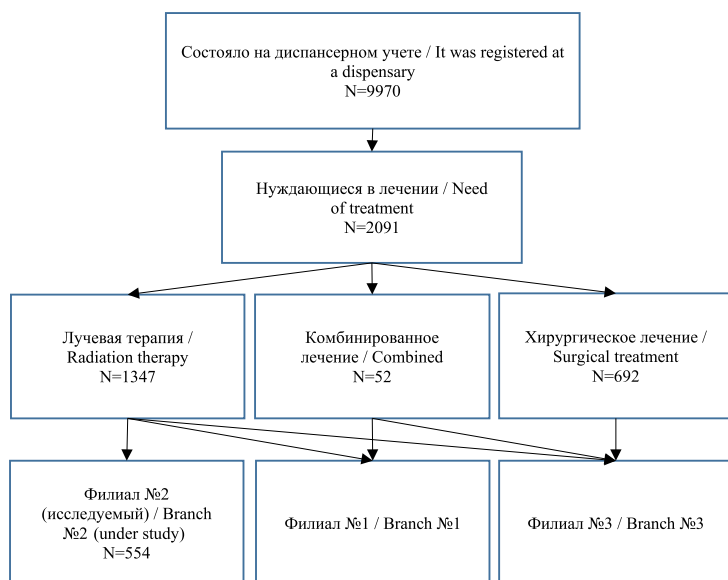 Состояло на диспансерном учете / It was registered at
a dispensary
N=9970
Нуждающиеся в лечении / Need
of treatment
N=2091
Лучевая терапия /
Radiation therapy
N=1347
Комбинированное
лечение / Combined
N=52
Хирургическое лечение /
Surgical treatment
N=692
Филиал №2
(исследуемый) / Branch
№2 (under study)
N=554
Филиал №1 / Branch №1
Филиал №3 / Branch №3